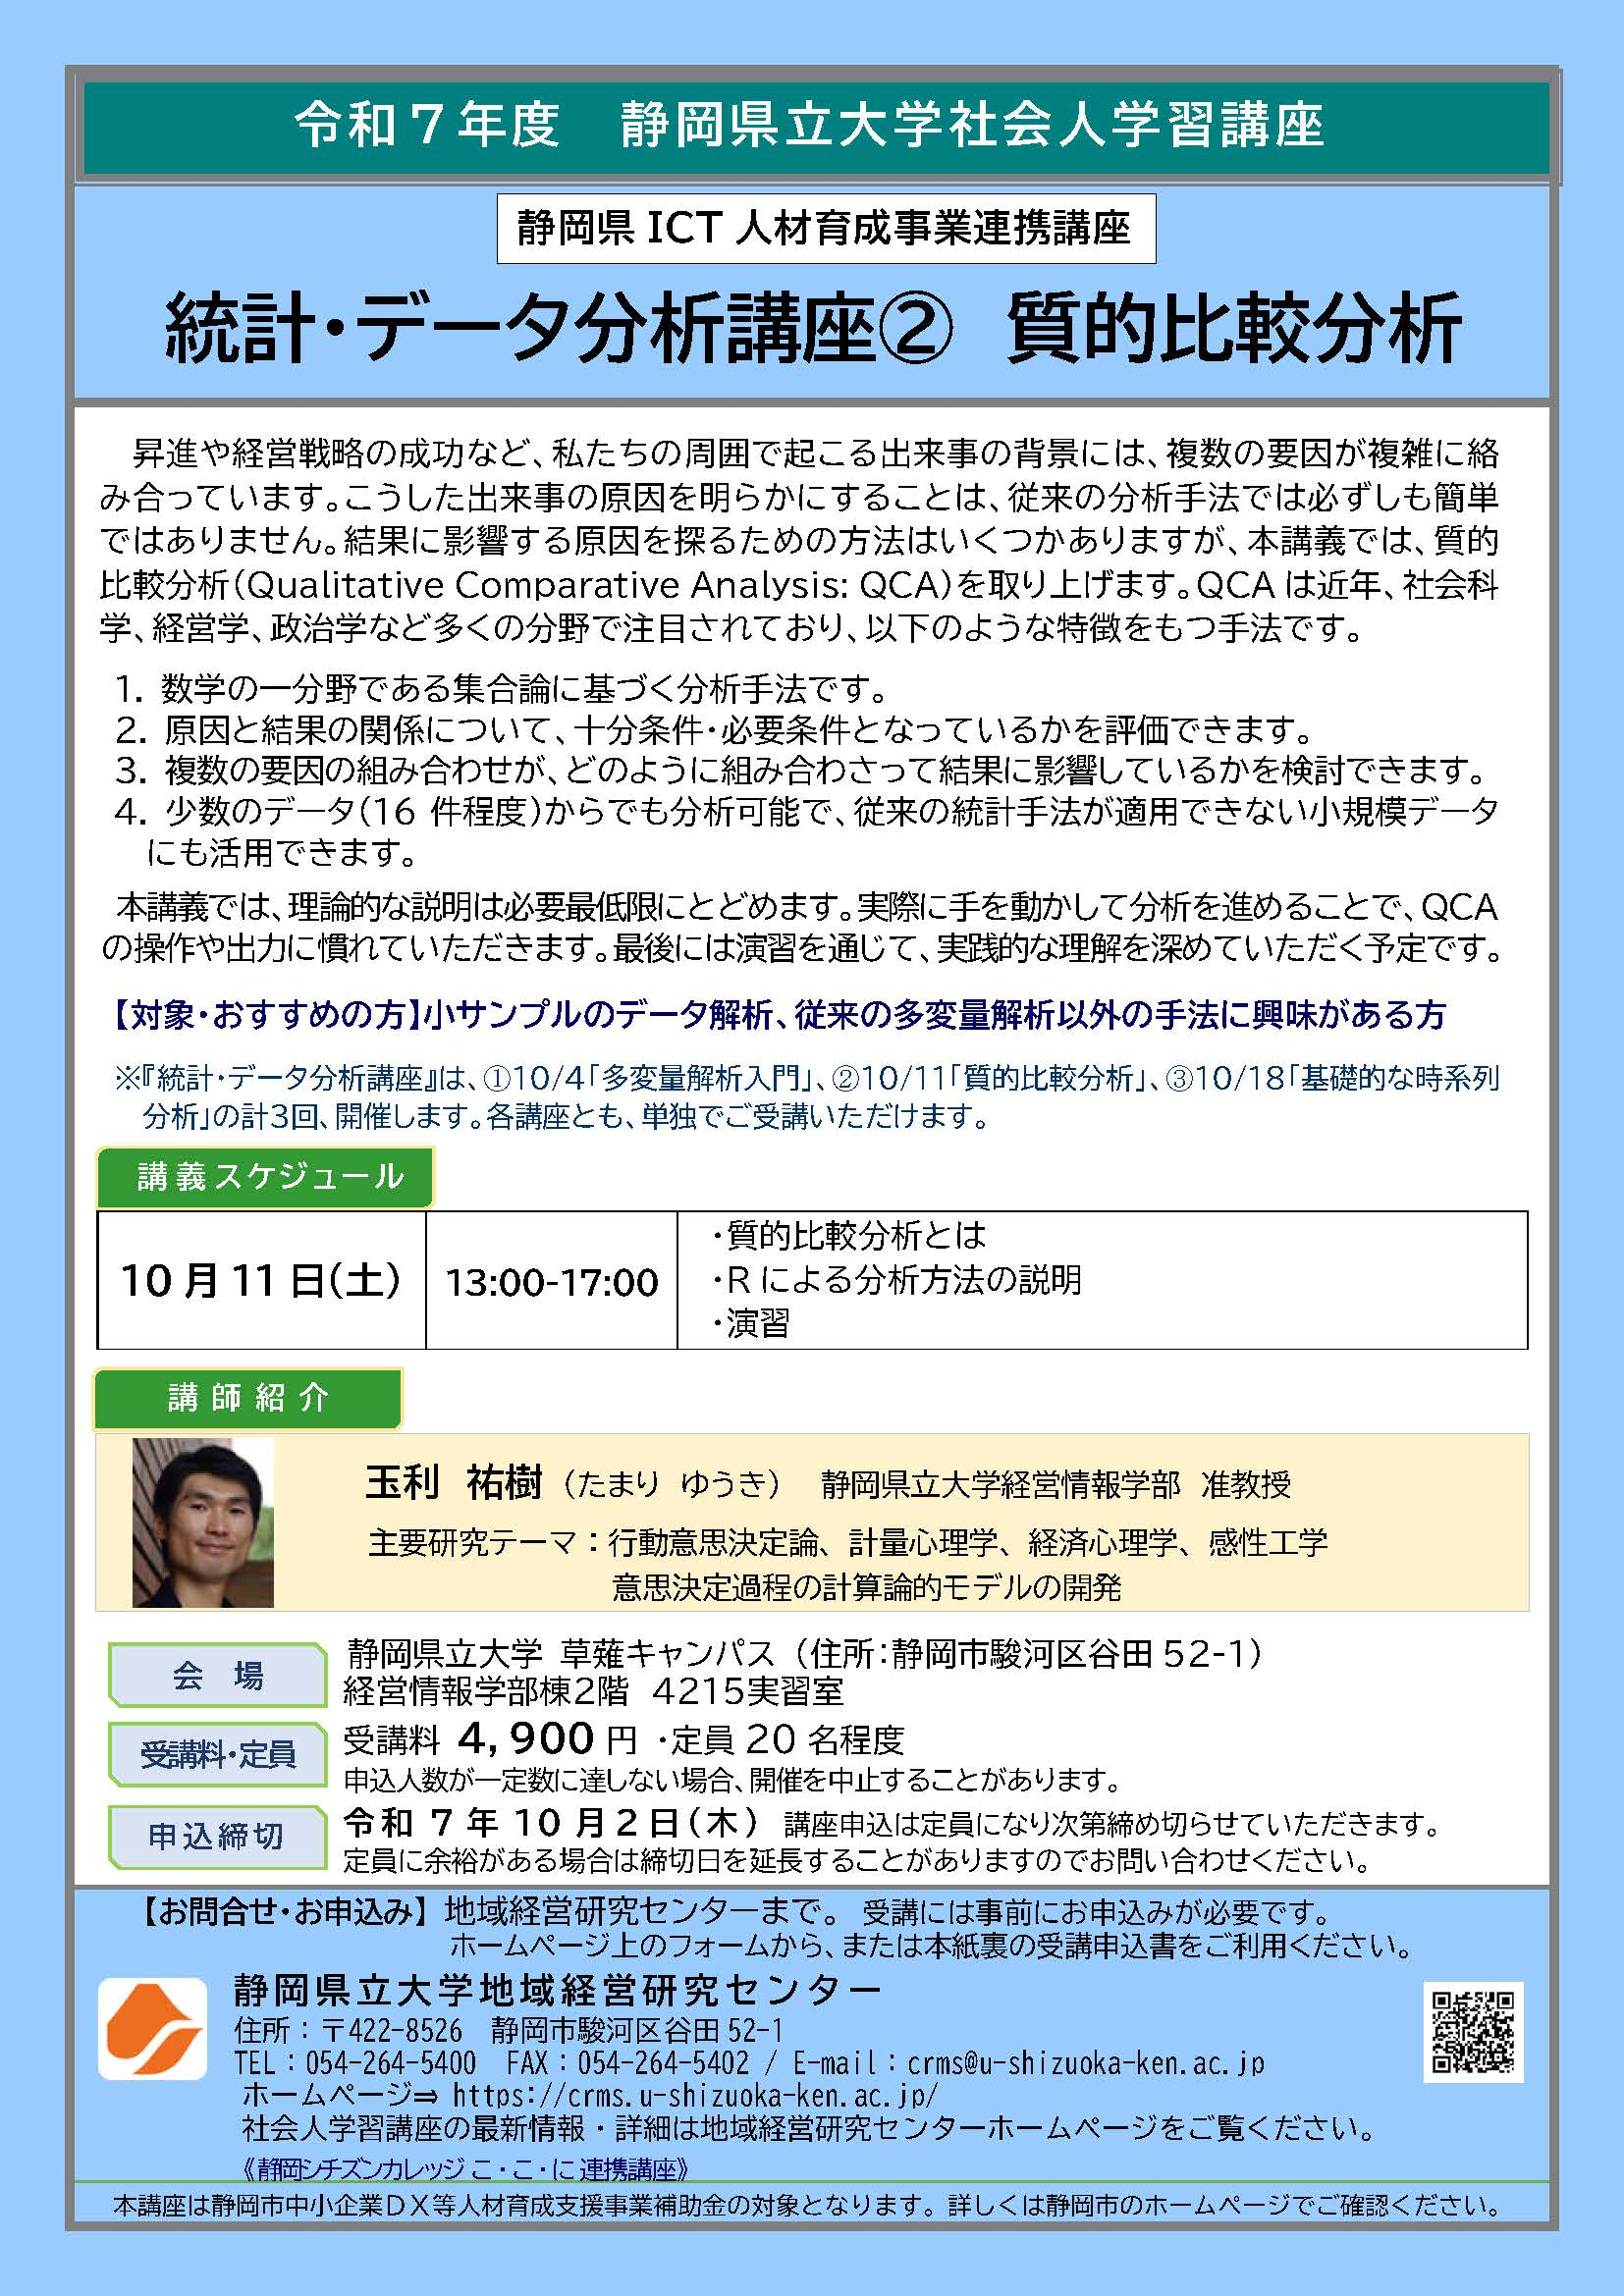 令和７年度　静岡県立大学社会人学習講座
静岡県 ICT 人材育成事業連携講座
統計・データ分析講座②　質的比較分析
昇進や経営戦略の成功など、私たちの周囲で起こる出来事の背景には、複数の要因が複雑に絡
み合っています。こうした出来事の原因を明らかにすることは、従来の分析手法では必ずしも簡単
ではありません。結果に影響する原因を探るための方法はいくつかありますが、本講義では、質的
比較分析（Qualitative Comparative Analysis: QCA）を取り上げます。QCA は近年、社会科
学、経営学、政治学など多くの分野で注目されており、以下のような特徴をもつ手法です。
1. 数学の一分野である集合論に基づく分析手法です。
2. 原因と結果の関係について、十分条件・必要条件となっているかを評価できます。
3. 複数の要因の組み合わせが、どのように組み合わさって結果に影響しているかを検討できます。
4. 少数のデータ（16 件程度）からでも分析可能で、従来の統計手法が適用できない小規模データ
にも活用できます。
本講義では、理論的な説明は必要最低限にとどめます。実際に手を動かして分析を進めることで、QCA
の操作や出力に慣れていただきます。最後には演習を通じて、実践的な理解を深めていただく予定です。
【対象・おすすめの方】小サンプルのデータ解析、従来の多変量解析以外の手法に興味がある方
※『統計・データ分析講座』は、①10/4「多変量解析入門」、②10/11「質的比較分析」、③10/18「基礎的な時系列
分析」の計3回、開催します。各講座とも、単独でご受講いただけます。
講義スケジュール
10 月 11 日（土）
13:00-17:00
・質的比較分析とは
・R による分析方法の説明
・演習
講師紹介
玉利　祐樹（たまり　ゆうき）　静岡県立大学経営情報学部　准教授
主要研究テーマ：行動意思決定論、計量心理学、経済心理学、感性工学
意思決定過程の計算論的モデルの開発
会　場
静岡県立大学 草薙キャンパス（住所：静岡市駿河区谷田 52-1）
経営情報学部棟2階　4215実習室
受講料・定員
受講料 4,900 円 ・定員 20 名程度
申込人数が一定数に達しない場合、開催を中止することがあります。
申込締切
令和 7 年 10 月 2 日（木） 講座申込は定員になり次第締め切らせていただきます。
定員に余裕がある場合は締切日を延長することがありますのでお問い合わせください。
【お問合せ・お申込み】地域経営研究センターまで。 受講には事前にお申込みが必要です。
ホームページ上のフォームから、または本紙裏の受講申込書をご利用ください。
静岡県立大学地域経営研究センター
住所：〒422-8526　静岡市駿河区谷田 52-1
TEL：054-264-5400　FAX：054-264-5402 / E-mail：crms@u-shizuoka-ken.ac.jp
ホームページ⇒ https://crms.u-shizuoka-ken.ac.jp/
社会人学習講座の最新情報・詳細は地域経営研究センターホームページをご覧ください。
《静岡シチズンカレッジ こ・こ・に 連携講座》
本講座は静岡市中小企業ＤＸ等人材育成支援事業補助金の対象となります。詳しくは静岡市のホームページでご確認ください。